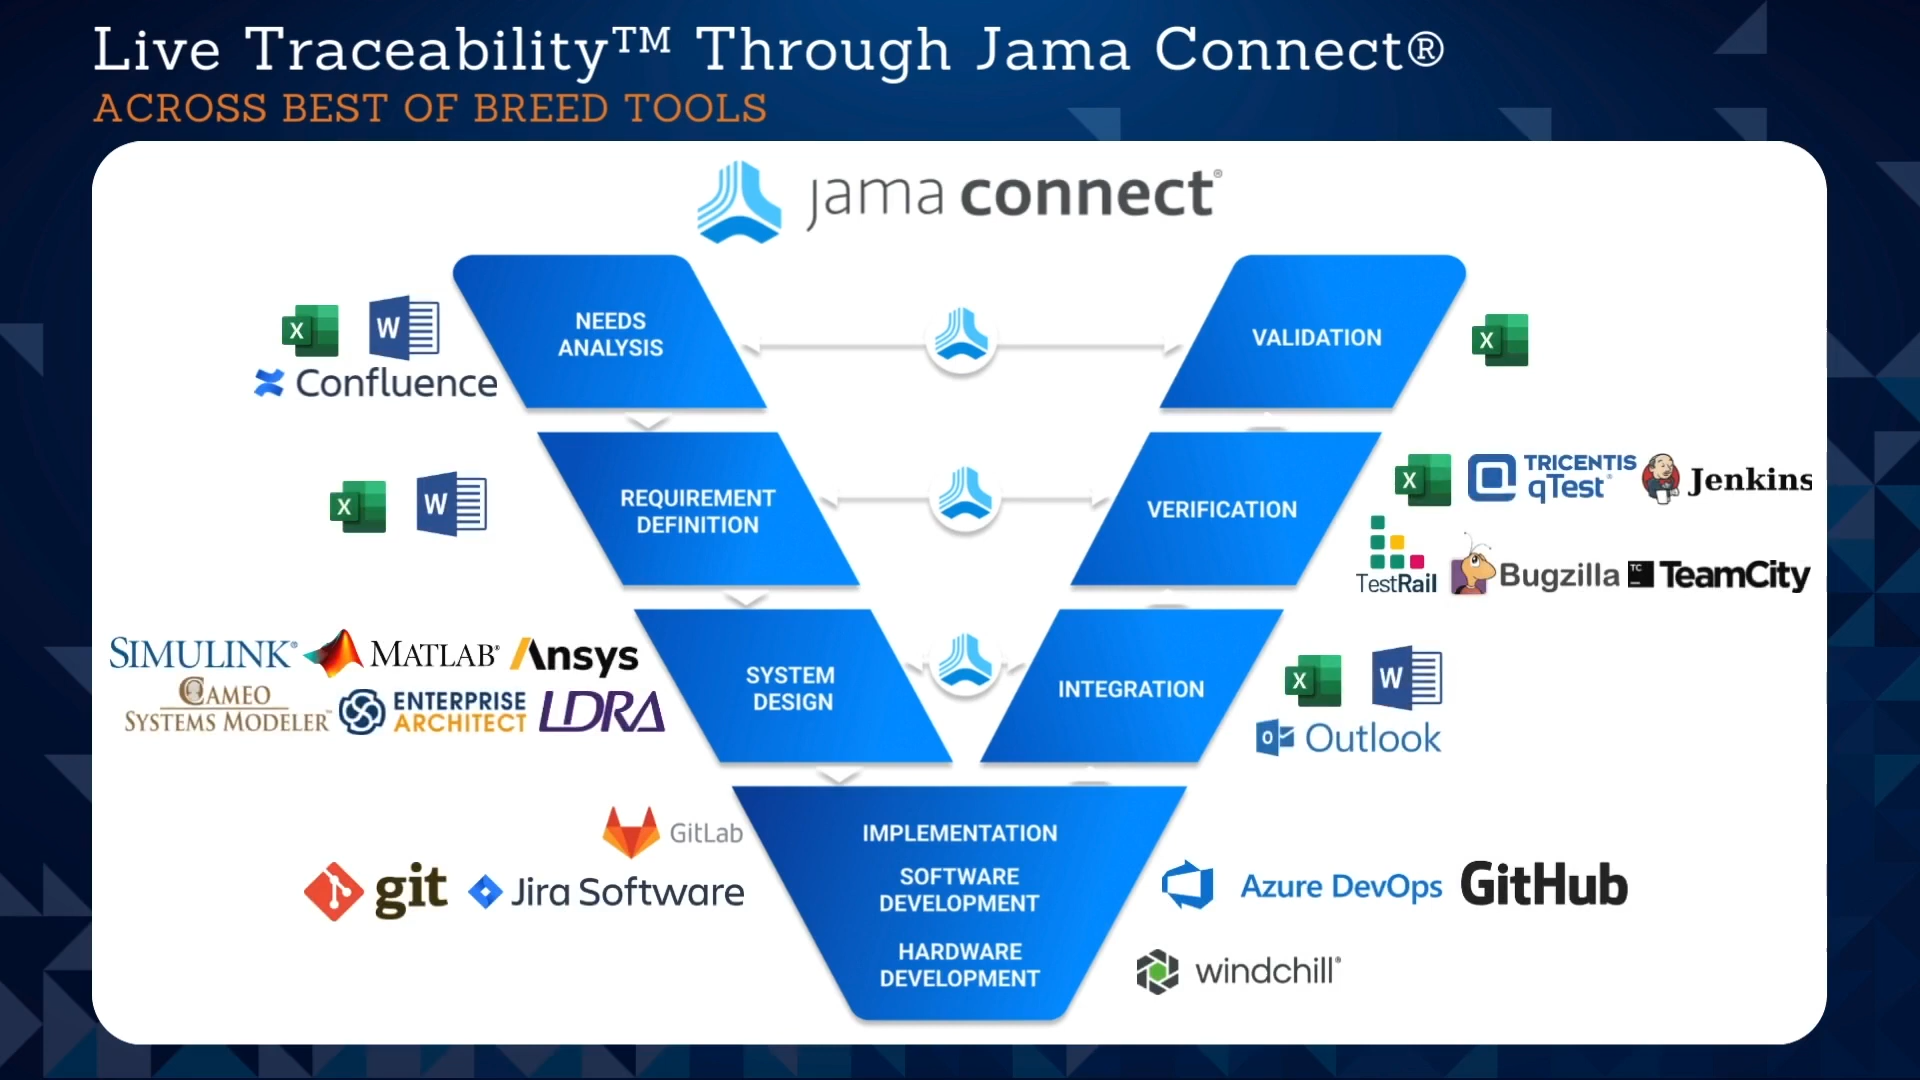 Live Traceability™ Through Jama Connect®
ACROSS BEST OF BREED TOOLS
jama connect®
NEEDS
ANALYSIS
VALIDATION
X
W
Confluence
X
REQUIREMENT
DEFINITION
VERIFICATION
X
W
X
TRICENTIS
qTest®
Jenkins
TestRail
Bugzilla
TC
TeamCity
SIMULINK®
MATLAB®
Ansys
CAMEO
SYSTEMS MODELER™
ENTERPRISE
ARCHITECT
LDRA
SYSTEM
DESIGN
INTEGRATION
X
W
O
Outlook
GitLab
git
Jira Software
IMPLEMENTATION
SOFTWARE
DEVELOPMENT
HARDWARE
DEVELOPMENT
Azure DevOps
GitHub
windchill®